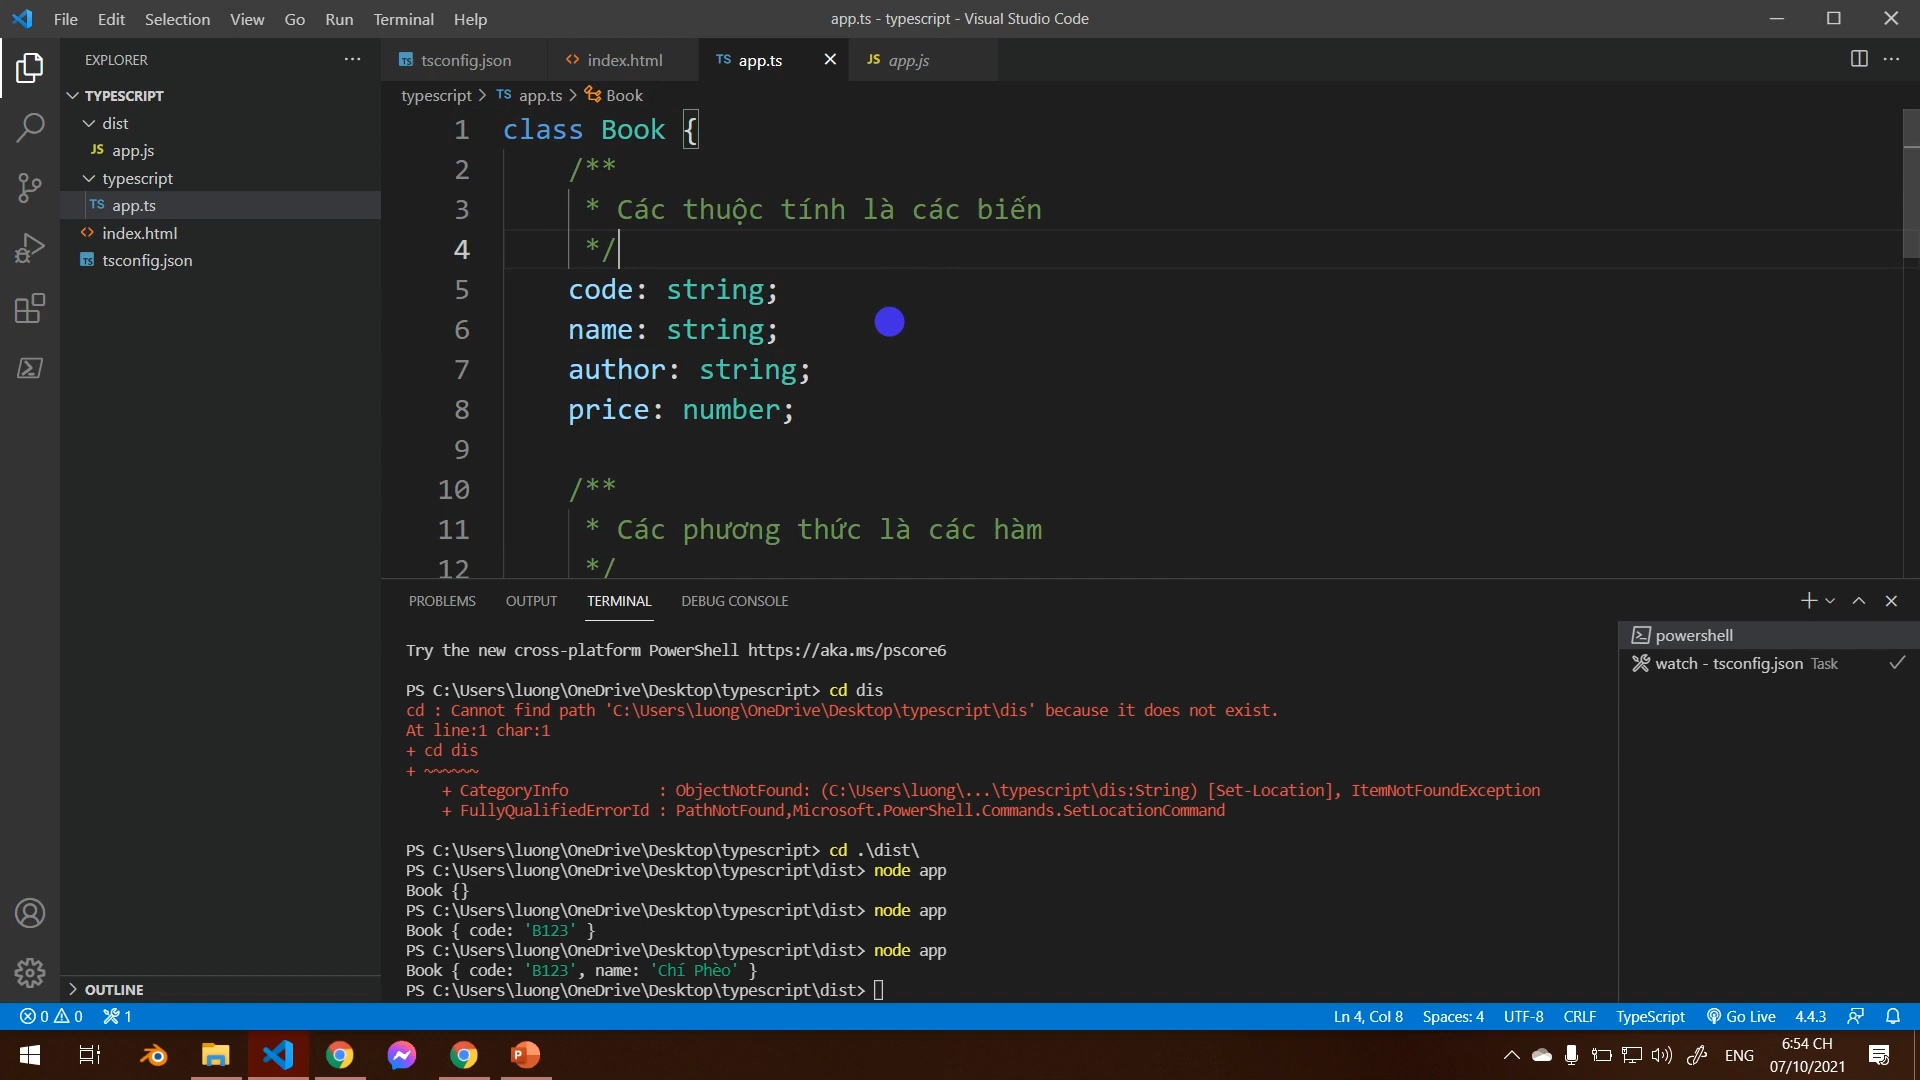 File Edit Selection View Go Run Terminal Help
app.ts - typescript - Visual Studio Code
EXPLORER
TYPESCRIPT
dist
JS app.js
typescript
TS app.ts
index.html
tsconfig.json
OUTLINE
tsconfig.json
index.html
TS app.ts
JS app.js
typescript > TS app.ts > Book
1 class Book {
2 /**
3 * Các thuộc tính là các biến
4 */
5 code: string;
6 name: string;
7 author: string;
8 price: number;
9
10 /**
11 * Các phương thức là các hàm
12 */
PROBLEMS OUTPUT TERMINAL DEBUG CONSOLE
Try the new cross-platform PowerShell https://aka.ms/pscore6
PS C:\Users\luong\OneDrive\Desktop\typescript> cd dis
cd : Cannot find path 'C:\Users\luong\OneDrive\Desktop\typescript\dis' because it does not exist.
At line:1 char:1
+ cd dis
+ ~~~~~~
+ CategoryInfo : ObjectNotFound: (C:\Users\luong\...\typescript\dis:String) [Set-Location], ItemNotFoundException
+ FullyQualifiedErrorId : PathNotFound,Microsoft.PowerShell.Commands.SetLocationCommand
PS C:\Users\luong\OneDrive\Desktop\typescript> cd .\dist\
PS C:\Users\luong\OneDrive\Desktop\typescript\dist> node app
Book {}
PS C:\Users\luong\OneDrive\Desktop\typescript\dist> node app
Book { code: 'B123' }
PS C:\Users\luong\OneDrive\Desktop\typescript\dist> node app
Book { code: 'B123', name: 'Chí Phèo' }
PS C:\Users\luong\OneDrive\Desktop\typescript\dist>
powershell
watch - tsconfig.json Task
0 0 1
Ln 4, Col 8 Spaces: 4 UTF-8 CRLF TypeScript Go Live 4.4.3
ENG
6:54 CH
07/10/2021